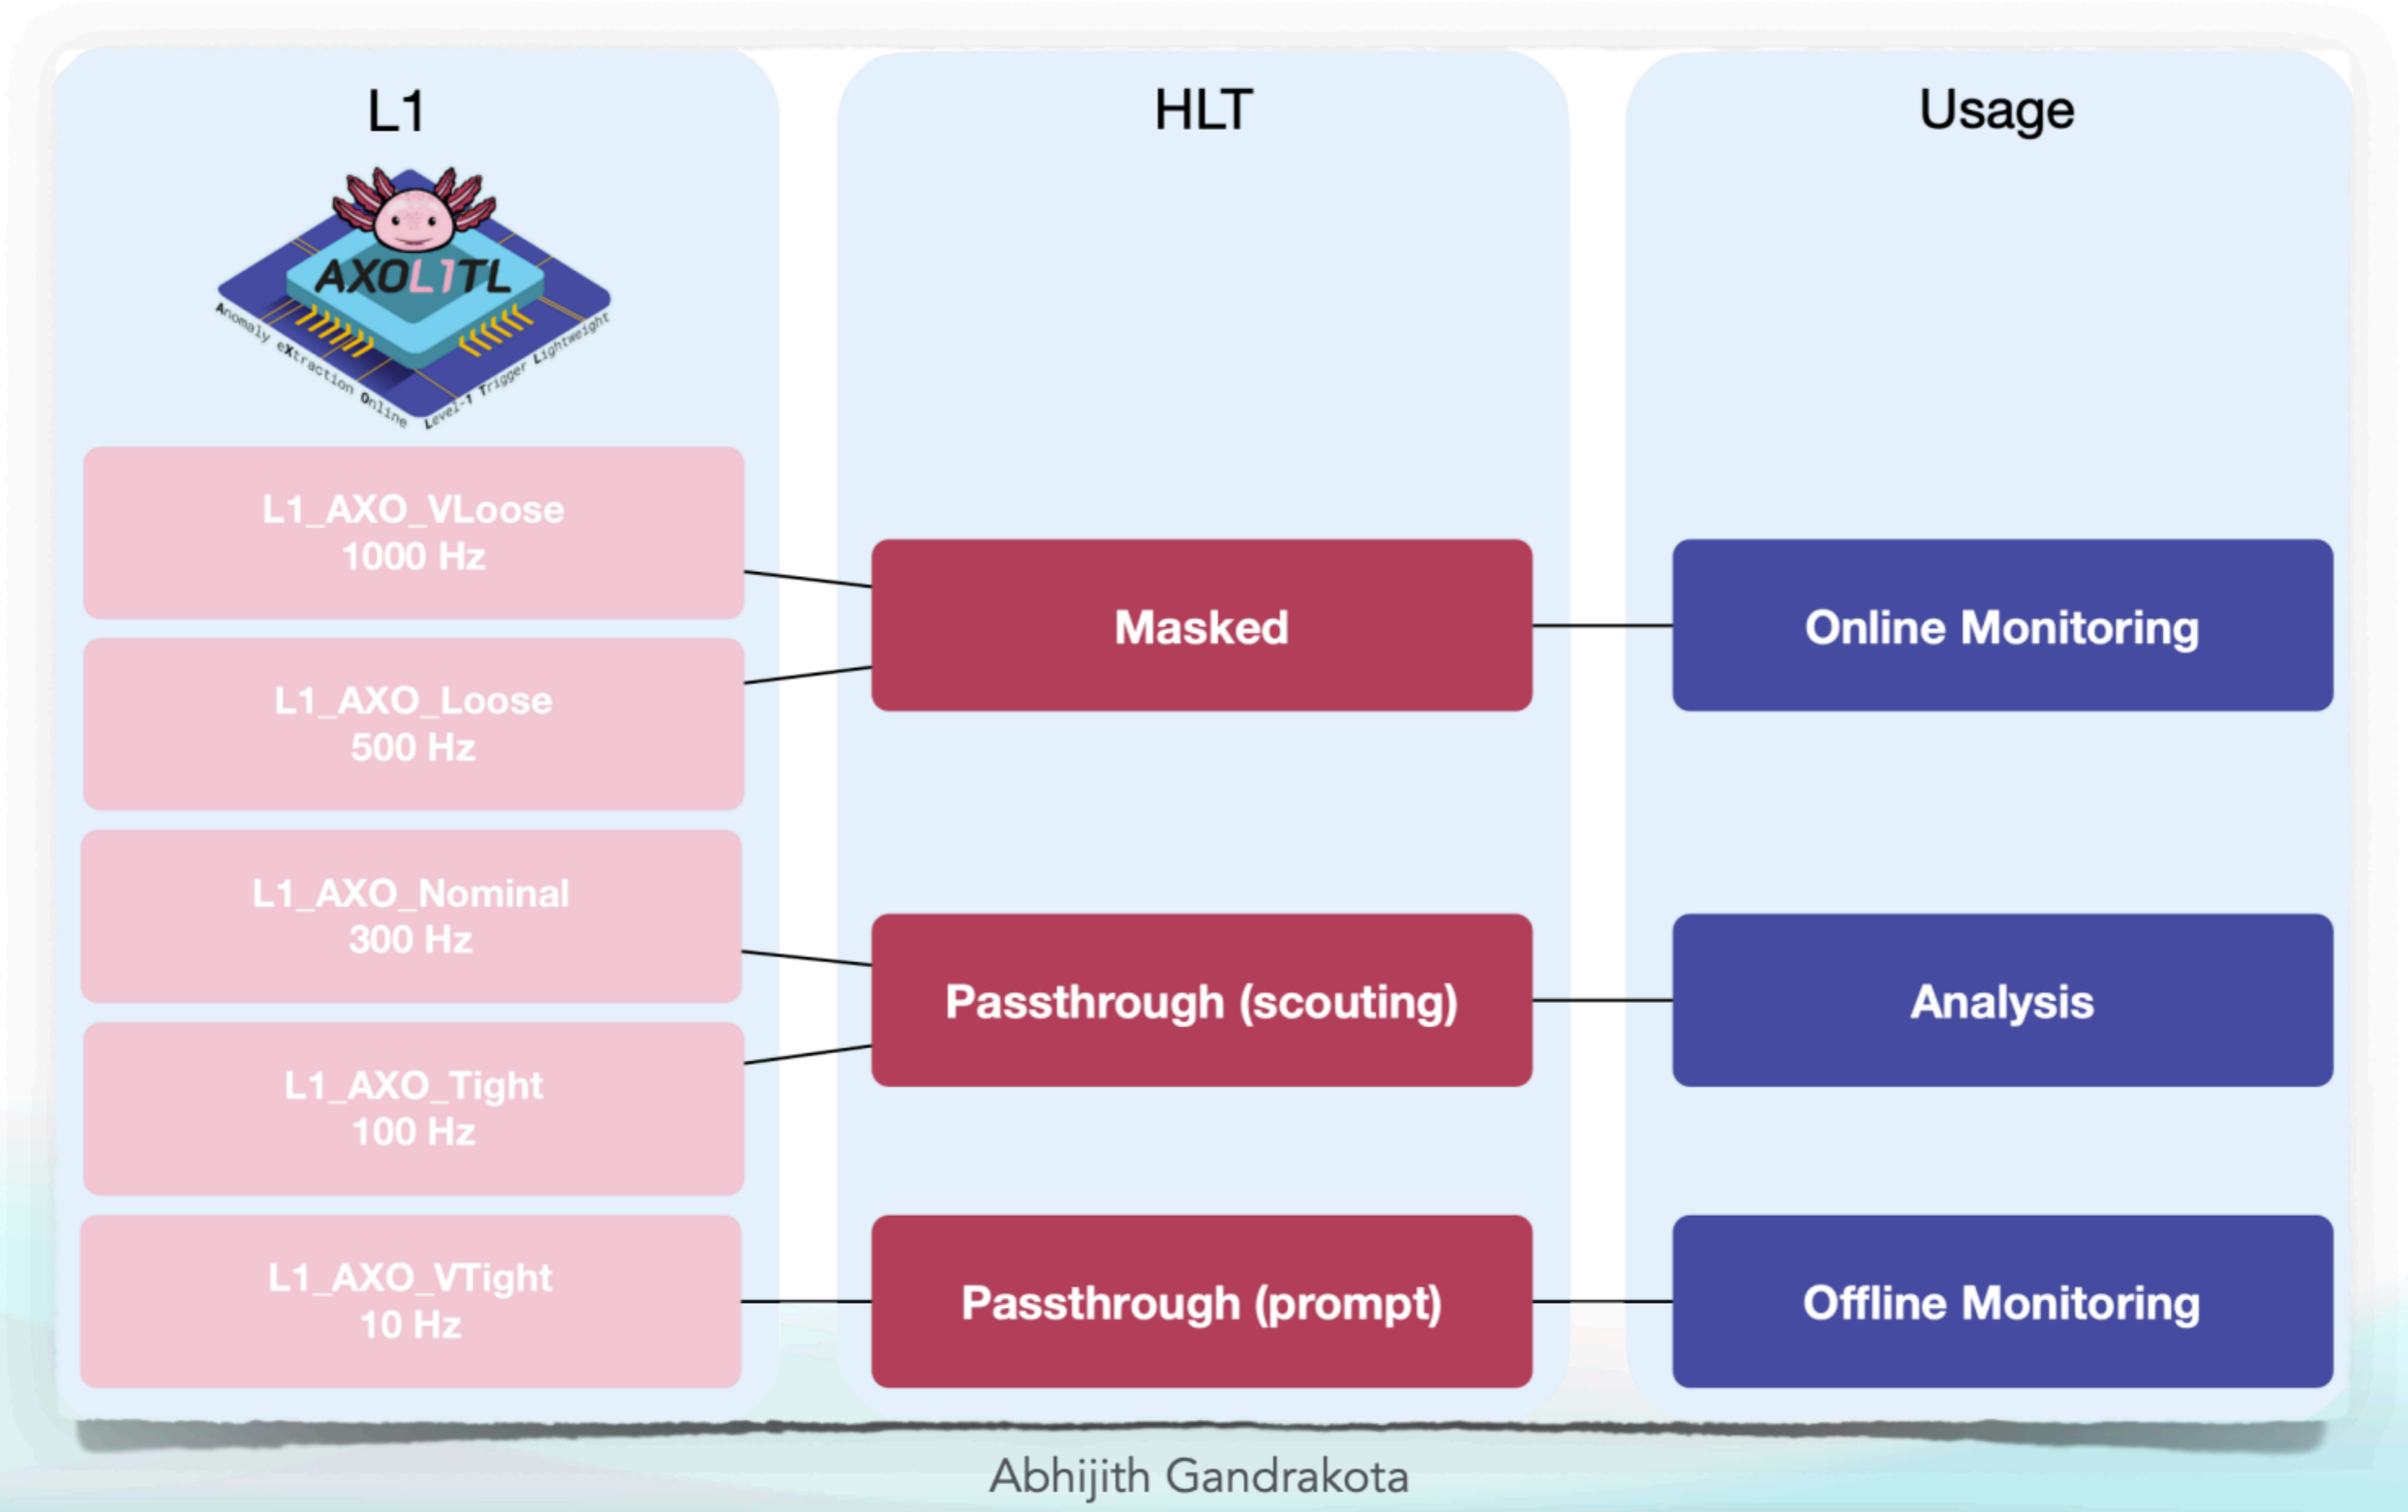 L1
HLT
Usage
AXOL1TL
Anomaly eXtraction Online
Level-1 Trigger Lightweight
L1_AXO_VLoose
1000 Hz
Masked
Online Monitoring
L1_AXO_Loose
500 Hz
L1_AXO_Nominal
300 Hz
Passthrough (scouting)
Analysis
L1_AXO_Tight
100 Hz
L1_AXO_VTight
10 Hz
Passthrough (prompt)
Offline Monitoring
Abhijith Gandrakota